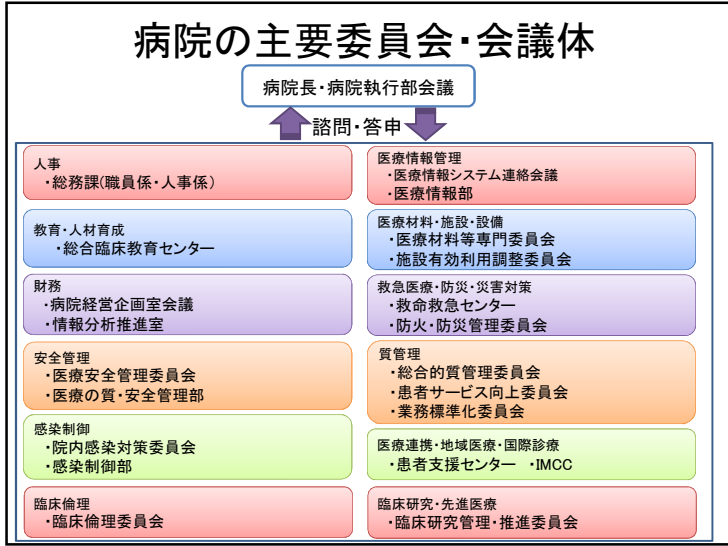 病院の主要委員会・会議体
病院長・病院執行部会議
諮問・答申
人事
・総務課(職員係・人事係)
教育・人材育成
・総合臨床教育センター
財務
・病院経営企画室会議
・情報分析推進室
安全管理
・医療安全管理委員会
・医療の質・安全管理部
感染制御
・院内感染対策委員会
・感染制御部
臨床倫理
・臨床倫理委員会
医療情報管理
・医療情報システム連絡会議
・医療情報部
医療材料・施設・設備
・医療材料等専門委員会
・施設有効利用調整委員会
救急医療・防災・災害対策
・救命救急センター
・防火・防災管理委員会
質管理
・総合的質管理委員会
・患者サービス向上委員会
・業務標準化委員会
医療連携・地域医療・国際診療
・患者支援センター ・IMCC
臨床研究・先進医療
・臨床研究管理・推進委員会